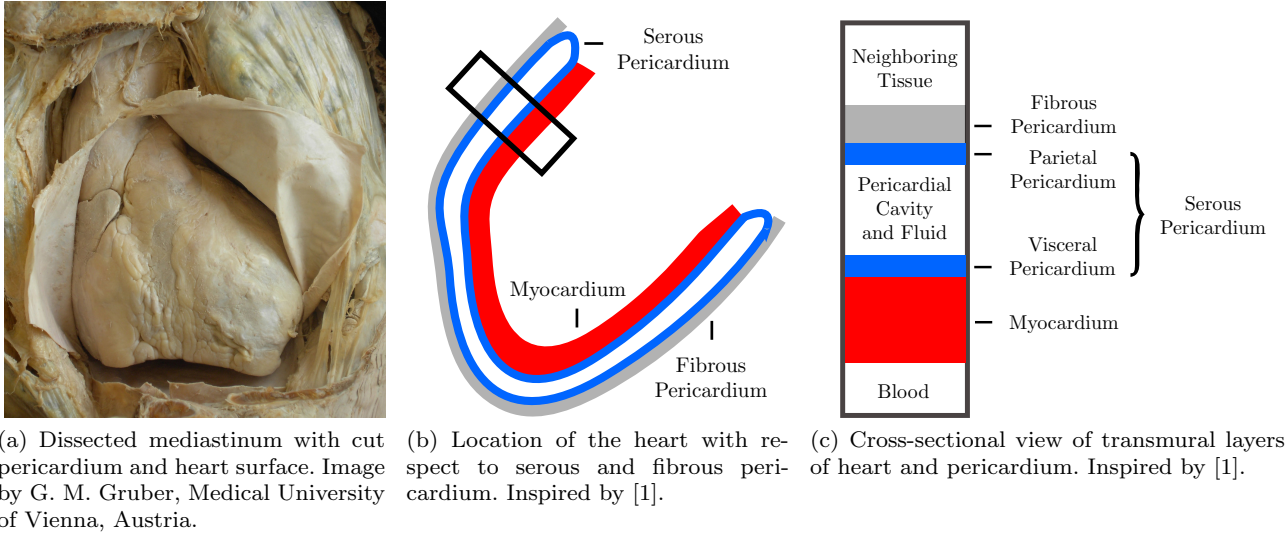 Serous
Pericardium
Myocardium
Fibrous
Pericardium
Neighboring
Tissue
Pericardial
Cavity
and Fluid
Blood
Fibrous
Pericardium
Parietal
Pericardium
Visceral
Pericardium
Myocardium
Serous
Pericardium
(a) Dissected mediastinum with cut
pericardium and heart surface. Image
by G. M. Gruber, Medical University
of Vienna, Austria.
(b) Location of the heart with re-
spect to serous and fibrous peri-
cardium. Inspired by [1].
(c) Cross-sectional view of transmural layers
of heart and pericardium. Inspired by [1].